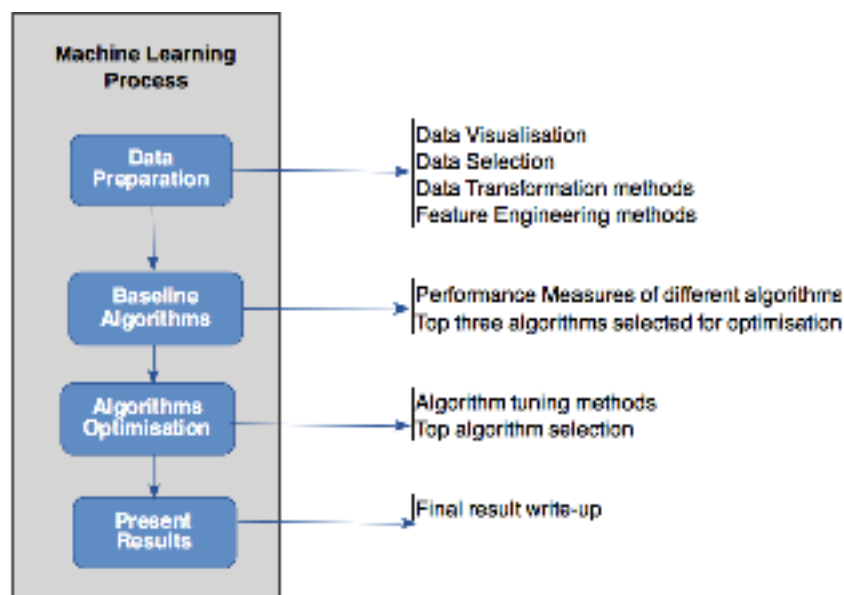 Machine Learning
Process
Data
Preparation
Data Visualisation
Data Selection
Data Transformation methods
Feature Engineering methods
Baseline
Algorithms
Performance Measures of different algorithms
Top three algorithms selected for optimisation
Algorithms
Optimisation
Algorithm tuning methods
Top algorithm selection
Present
Results
Final result write-up